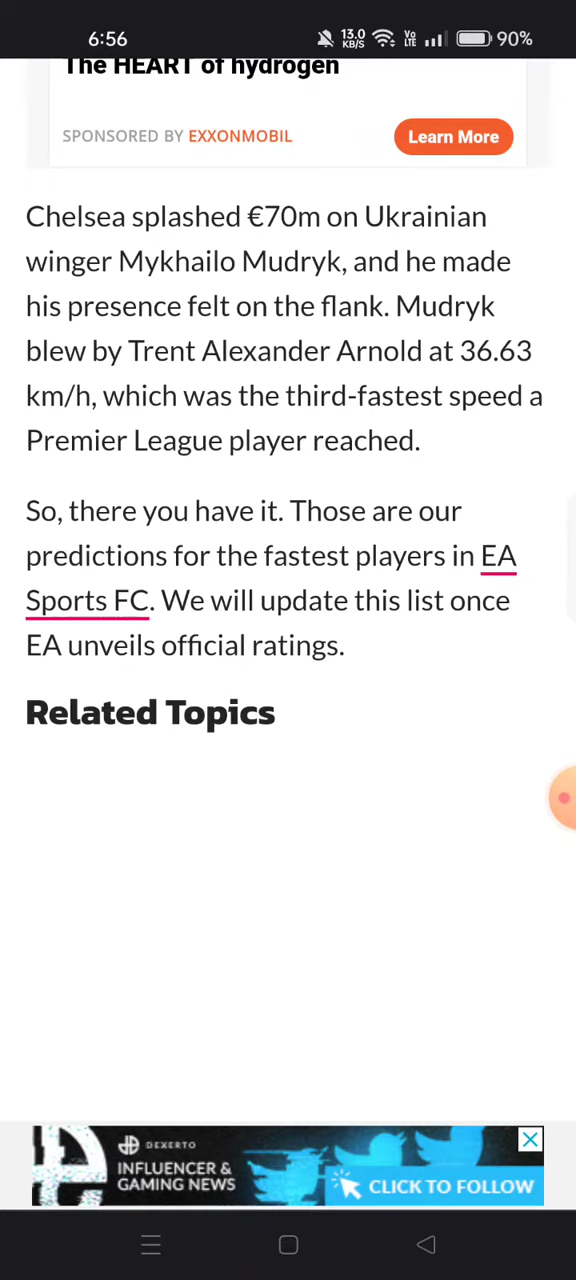 6:56
13.0 KB/S
Vo LTE
90%
The HEART of hydrogen
SPONSORED BY EXXONMOBIL
Learn More
Chelsea splashed €70m on Ukrainian
winger Mykhailo Mudryk, and he made
his presence felt on the flank. Mudryk
blew by Trent Alexander Arnold at 36.63
km/h, which was the third-fastest speed a
Premier League player reached.
So, there you have it. Those are our
predictions for the fastest players in EA
Sports FC. We will update this list once
EA unveils official ratings.
Related Topics
DEXERTO
INFLUENCER &
GAMING NEWS
CLICK TO FOLLOW